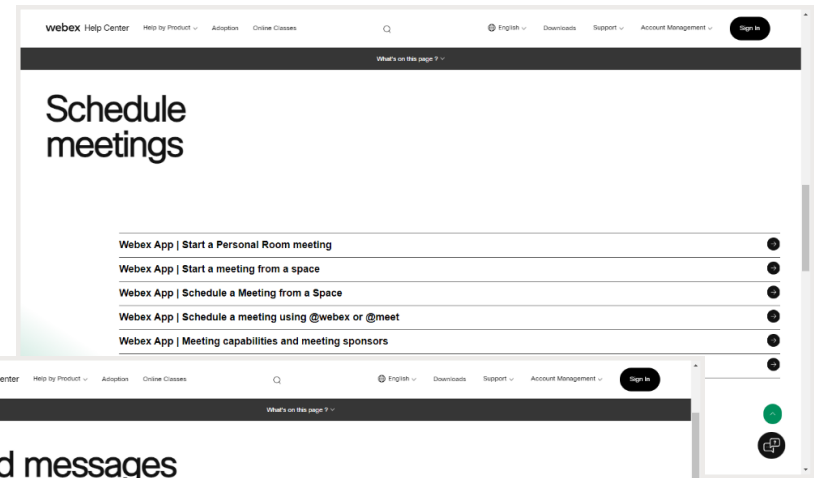 webex Help Center Help by Product Adoption Online Classes English Downloads Support Account Management Sign In
What's on this page ?
Schedule
meetings
Webex App | Start a Personal Room meeting
Webex App | Start a meeting from a space
Webex App | Schedule a Meeting from a Space
Webex App | Schedule a meeting using @webex or @meet
Webex App | Meeting capabilities and meeting sponsors
enter Help by Product Adoption Online Classes English Downloads Support Account Management Sign In
What's on this page ?
d messages